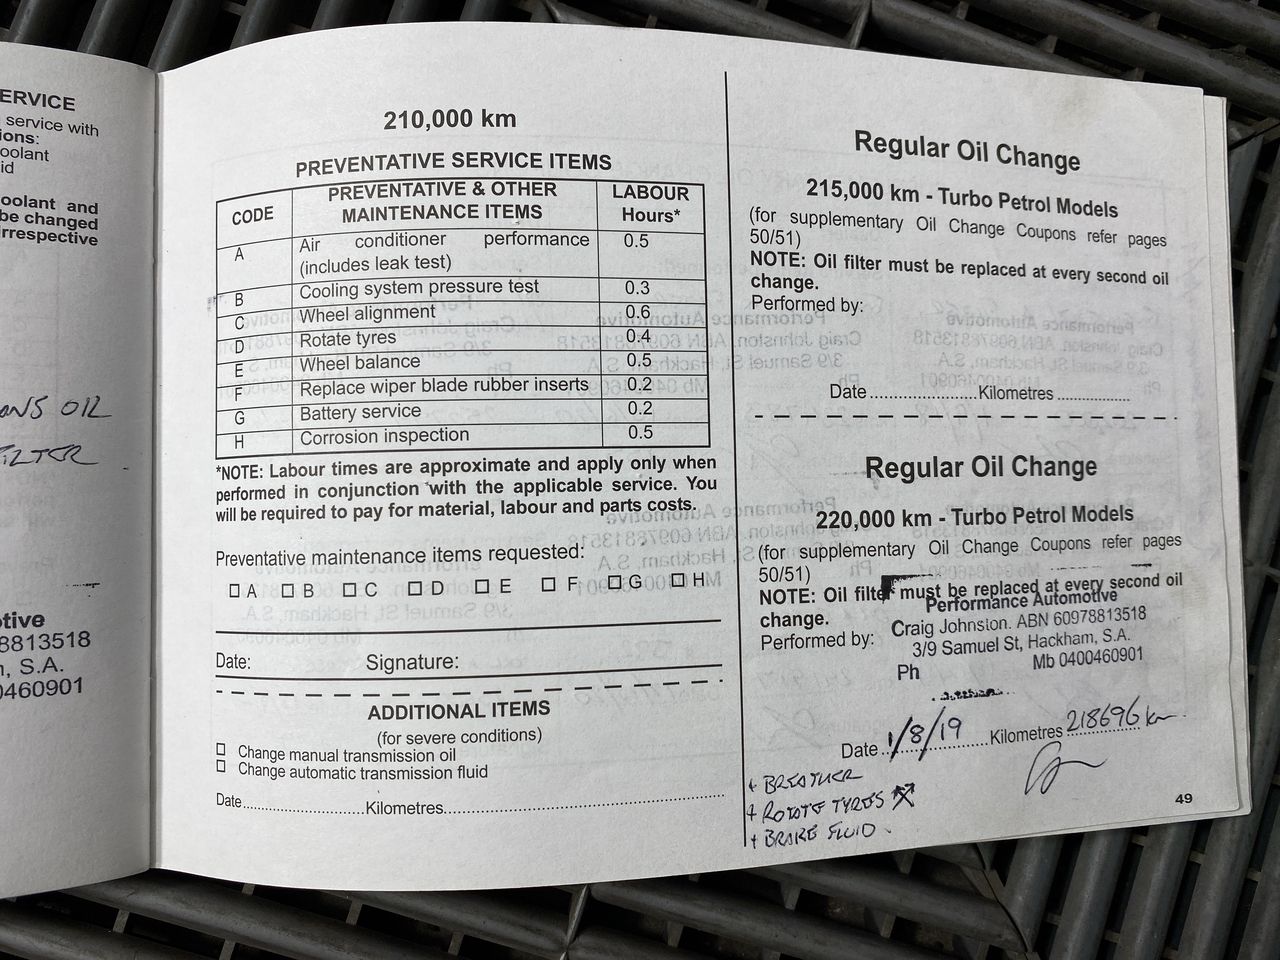 ERVICE
service with
ions:
oolant
id
oolant and
be changed
rrespective
ONS OIL
FILTER
otive
8813518
n, S.A.
0460901
210,000 km
PREVENTATIVE SERVICE ITEMS
CODE PREVENTATIVE & OTHER MAINTENANCE ITEMS LABOUR Hours*
A Air conditioner performance (includes leak test) 0.5
B Cooling system pressure test 0.3
C Wheel alignment 0.6
D Rotate tyres 0.4
E Wheel balance 0.5
F Replace wiper blade rubber inserts 0.2
G Battery service 0.2
H Corrosion inspection 0.5
*NOTE: Labour times are approximate and apply only when
performed in conjunction with the applicable service. You
will be required to pay for material, labour and parts costs.
Preventative maintenance items requested:
A B C D E F G H
Date: Signature:
ADDITIONAL ITEMS
(for severe conditions)
Change manual transmission oil
Change automatic transmission fluid
Date Kilometres
Regular Oil Change
215,000 km - Turbo Petrol Models
(for supplementary Oil Change Coupons refer pages
50/51)
NOTE: Oil filter must be replaced at every second oil
change.
Performed by:
Date Kilometres
Regular Oil Change
220,000 km - Turbo Petrol Models
(for supplementary Oil Change Coupons refer pages
50/51)
NOTE: Oil filter must be replaced at every second oil
change.
Performed by:
Performance Automotive
Craig Johnston. ABN 60978813518
3/9 Samuel St, Hackham, S.A.
Ph Mb 0400460901
Date 1/8/19 Kilometres 218696 km
+ BREATHER
+ ROTATE TYRES
+ BRAKE FLUID.
49